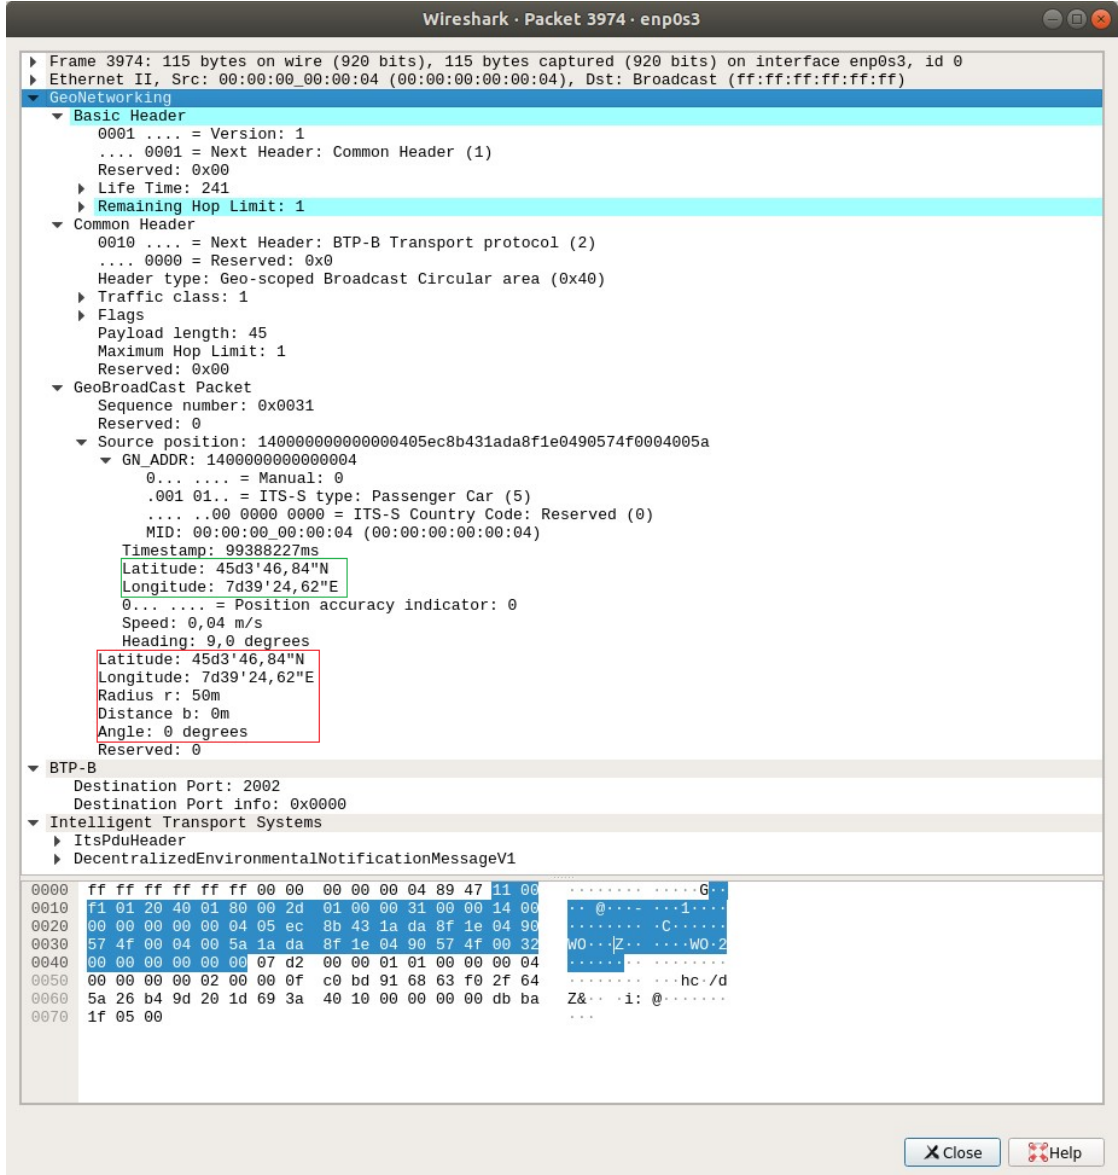 Wireshark · Packet 3974 · enp0s3
Frame 3974: 115 bytes on wire (920 bits), 115 bytes captured (920 bits) on interface enp0s3, id 0
Ethernet II, Src: 00:00:00_00:00:04 (00:00:00:00:00:04), Dst: Broadcast (ff:ff:ff:ff:ff:ff)
GeoNetworking
Basic Header
0001 .... = Version: 1
.... 0001 = Next Header: Common Header (1)
Reserved: 0x00
Life Time: 241
Remaining Hop Limit: 1
Common Header
0010 .... = Next Header: BTP-B Transport protocol (2)
.... 0000 = Reserved: 0x0
Header type: Geo-scoped Broadcast Circular area (0x40)
Traffic class: 1
Flags
Payload length: 45
Maximum Hop Limit: 1
Reserved: 0x00
GeoBroadCast Packet
Sequence number: 0x0031
Reserved: 0
Source position: 140000000000000405ec8b431ada8f1e0490574f0004005a
GN_ADDR: 1400000000000004
0... .... = Manual: 0
.001 01.. = ITS-S type: Passenger Car (5)
.... ..00 0000 0000 = ITS-S Country Code: Reserved (0)
MID: 00:00:00_00:00:04 (00:00:00:00:00:04)
Timestamp: 99388227ms
Latitude: 45d3'46,84"N
Longitude: 7d39'24,62"E
0... .... = Position accuracy indicator: 0
Speed: 0,04 m/s
Heading: 9,0 degrees
Latitude: 45d3'46,84"N
Longitude: 7d39'24,62"E
Radius r: 50m
Distance b: 0m
Angle: 0 degrees
Reserved: 0
BTP-B
Destination Port: 2002
Destination Port info: 0x0000
Intelligent Transport Systems
ItsPduHeader
DecentralizedEnvironmentalNotificationMessageV1
0000 ff ff ff ff ff ff 00 00 00 00 00 04 89 47 11 00 ········ ·····G··
0010 f1 01 20 40 01 80 00 2d 01 00 00 31 00 00 14 00 ·· @···- ···1····
0020 00 00 00 00 00 04 05 ec 8b 43 1a da 8f 1e 04 90 ········ ·C······
0030 57 4f 00 04 00 5a 1a da 8f 1e 04 90 57 4f 00 32 WO···Z·· ····WO·2
0040 00 00 00 00 00 00 07 d2 00 00 01 01 00 00 00 04 ········ ········
0050 00 00 00 00 02 00 00 0f c0 bd 91 68 63 f0 2f 64 ········ ···hc·/d
0060 5a 26 b4 9d 20 1d 69 3a 40 10 00 00 00 00 db ba Z&·· ·i: @·······
0070 1f 05 00 ···
Close Help